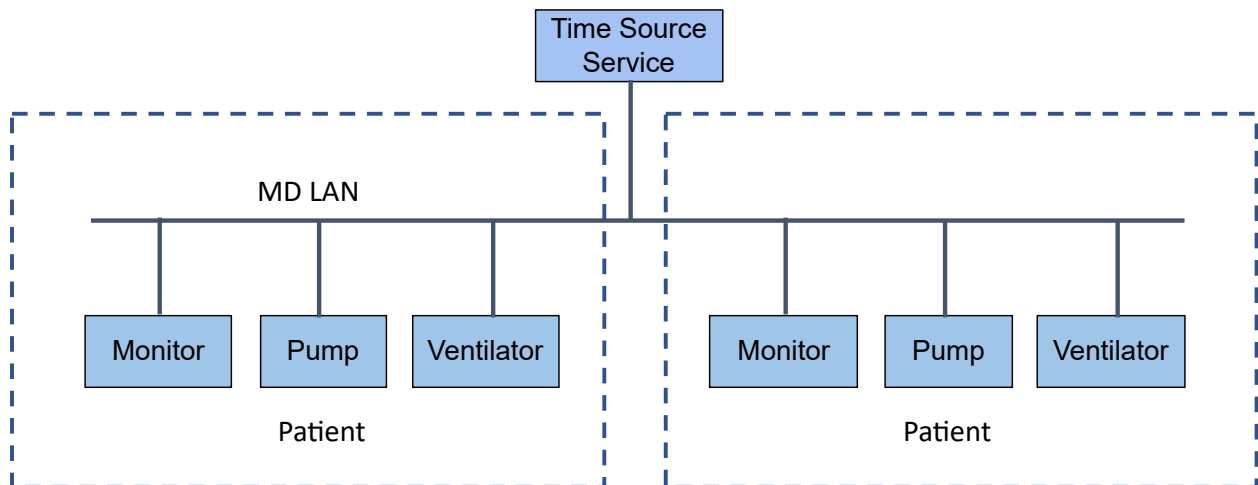 Time Source
Service
MD LAN
Monitor
Pump
Ventilator
Monitor
Pump
Ventilator
Patient
Patient